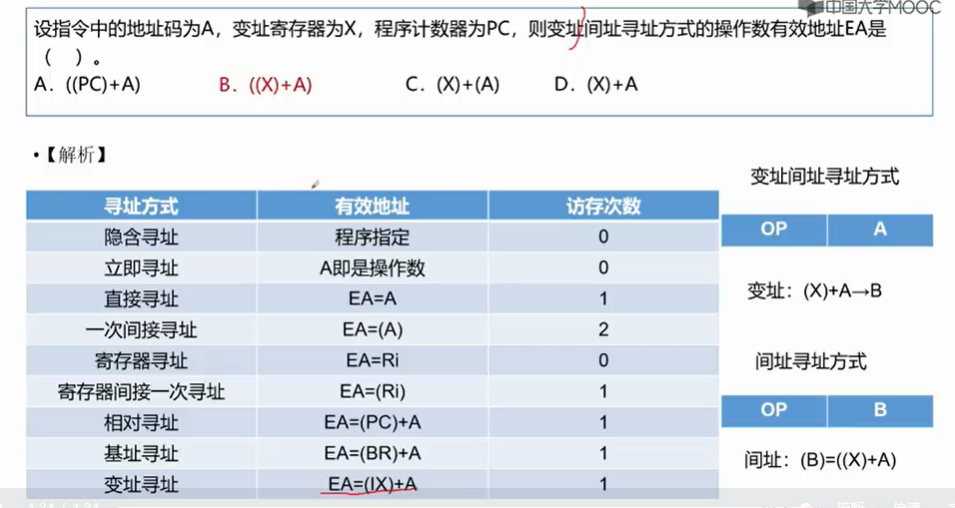 中国大学MOOC
设指令中的地址码为A，变址寄存器为X，程序计数器为PC，则变址间址寻址方式的操作数有效地址EA是
（ ）。
A．((PC)+A) B．((X)+A) C．(X)+(A) D．(X)+A
•【解析】
寻址方式 有效地址 访存次数
隐含寻址 程序指定 0
立即寻址 A即是操作数 0
直接寻址 EA=A 1
一次间接寻址 EA=(A) 2
寄存器寻址 EA=Ri 0
寄存器间接一次寻址 EA=(Ri) 1
相对寻址 EA=(PC)+A 1
基址寻址 EA=(BR)+A 1
变址寻址 EA=(IX)+A 1
变址间址寻址方式
OP A
变址：(X)+A→B
间址寻址方式
OP B
间址：(B)=((X)+A)